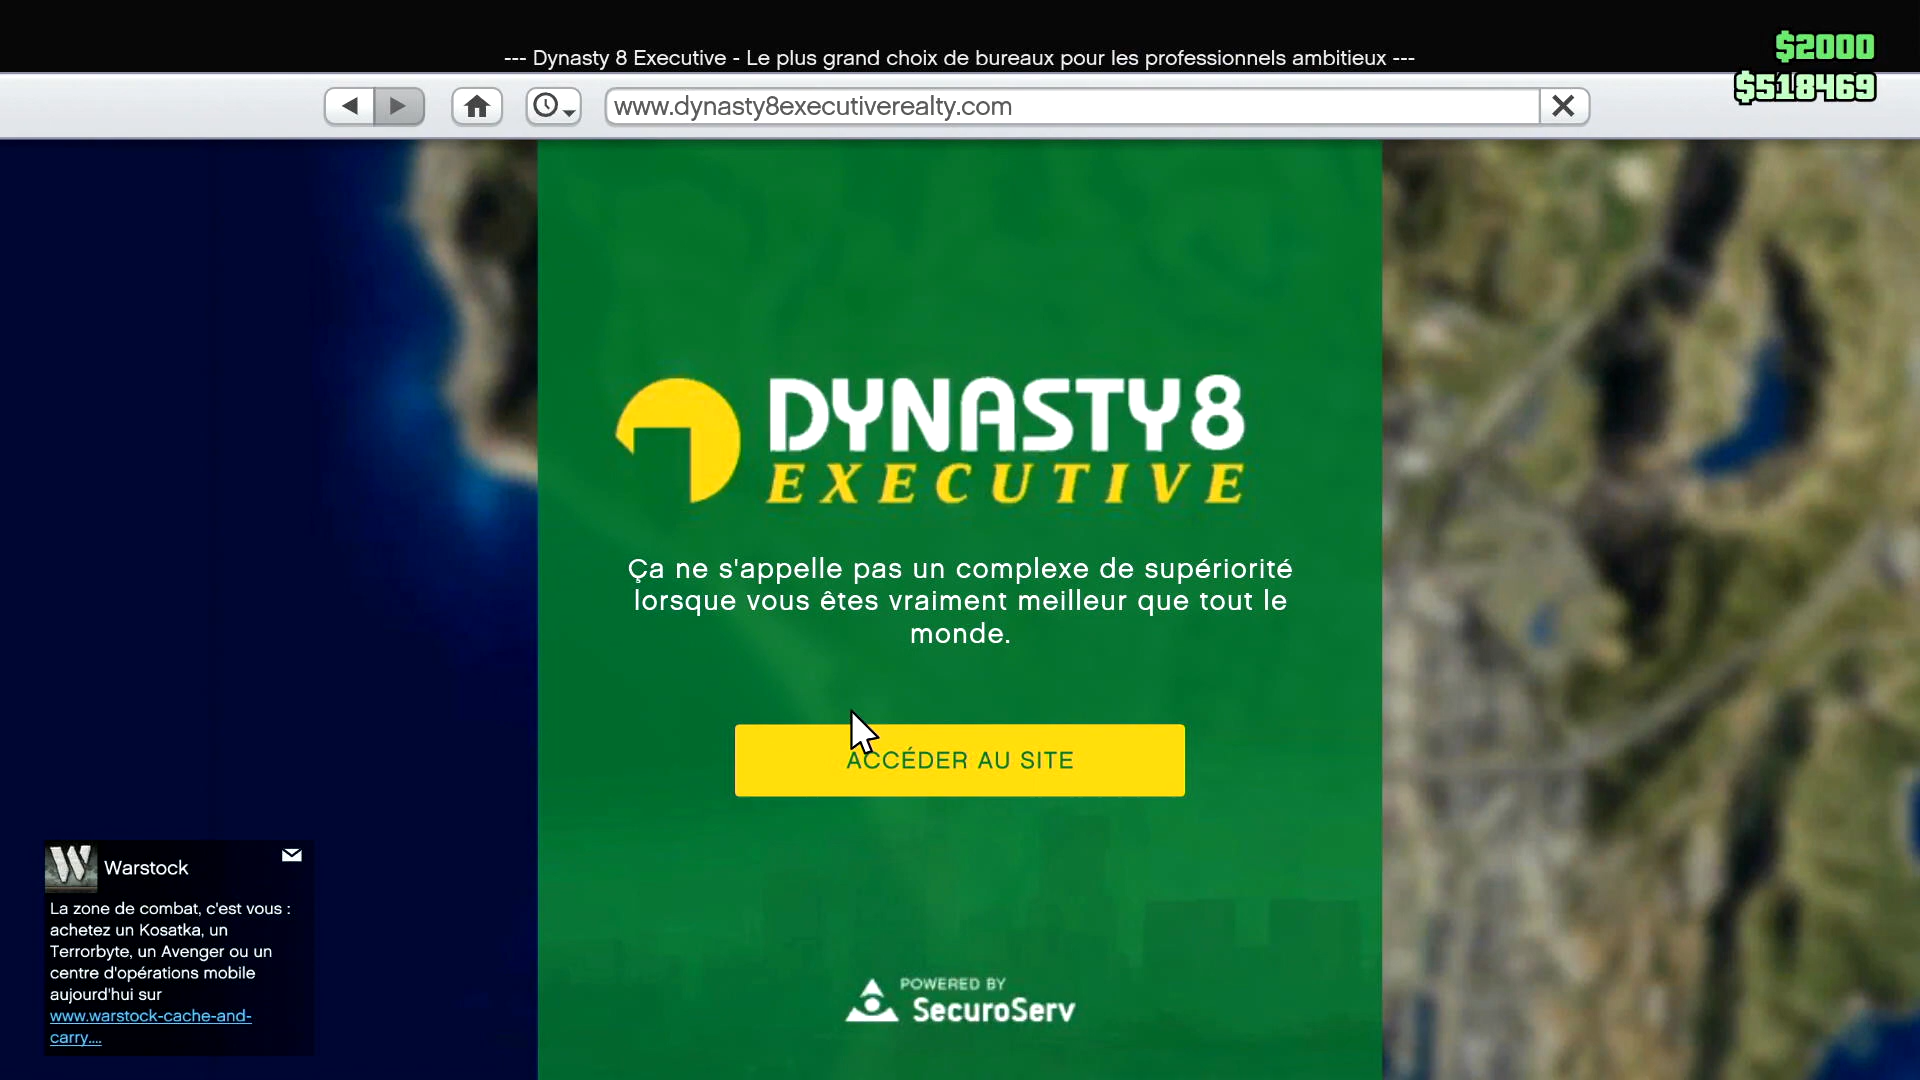 --- Dynasty 8 Executive - Le plus grand choix de bureaux pour les professionnels ambitieux ---
$2000
$518469
www.dynasty8executiverealty.com
DYNASTY 8
EXECUTIVE
Ça ne s'appelle pas un complexe de supériorité
lorsque vous êtes vraiment meilleur que tout le
monde.
ACCÉDER AU SITE
POWERED BY
SecuroServ
W
Warstock
La zone de combat, c'est vous :
achetez un Kosatka, un
Terrorbyte, un Avenger ou un
centre d'opérations mobile
aujourd'hui sur
www.warstock-cache-and-
carry....